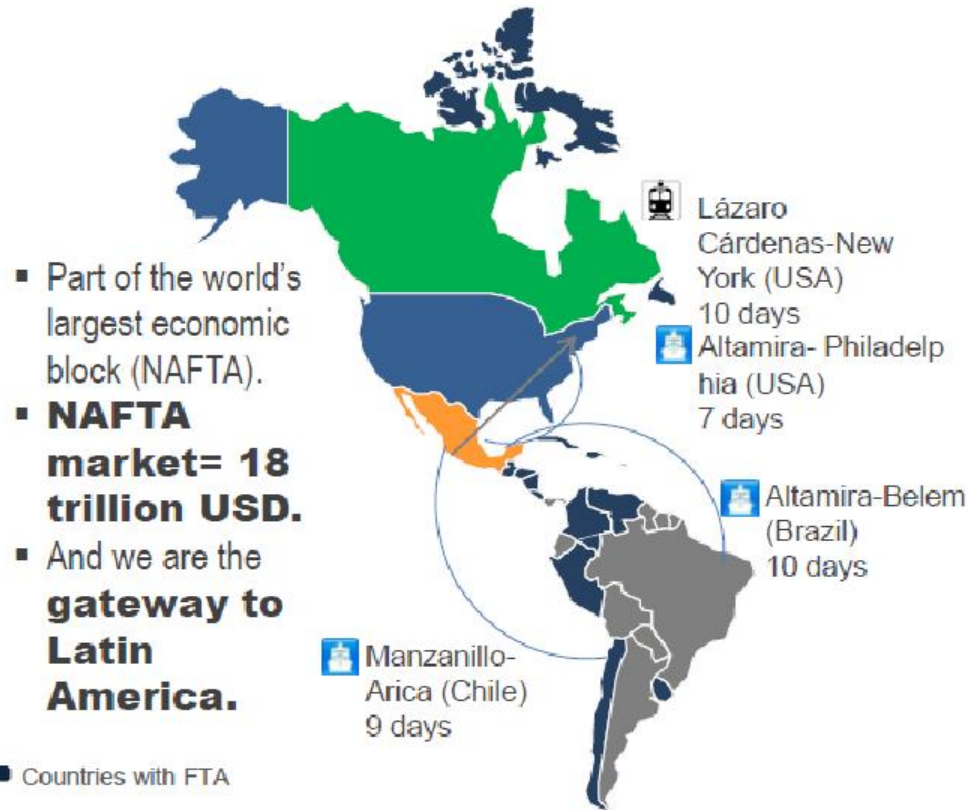 ▪ Part of the world's
largest economic
block (NAFTA).
▪ NAFTA
market= 18
trillion USD.
▪ And we are the
gateway to
Latin
America.
Countries with FTA
Lázaro
Cárdenas-New
York (USA)
10 days
Altamira- Philadelp
hia (USA)
7 days
Altamira-Belem
(Brazil)
10 days
Manzanillo-
Arica (Chile)
9 days